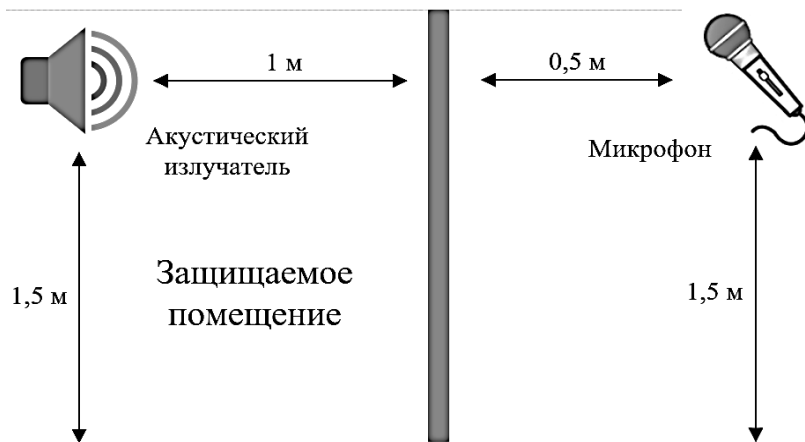 1 м
0,5 м
Акустический
излучатель
Микрофон
1,5 м
Защищаемое
помещение
1,5 м